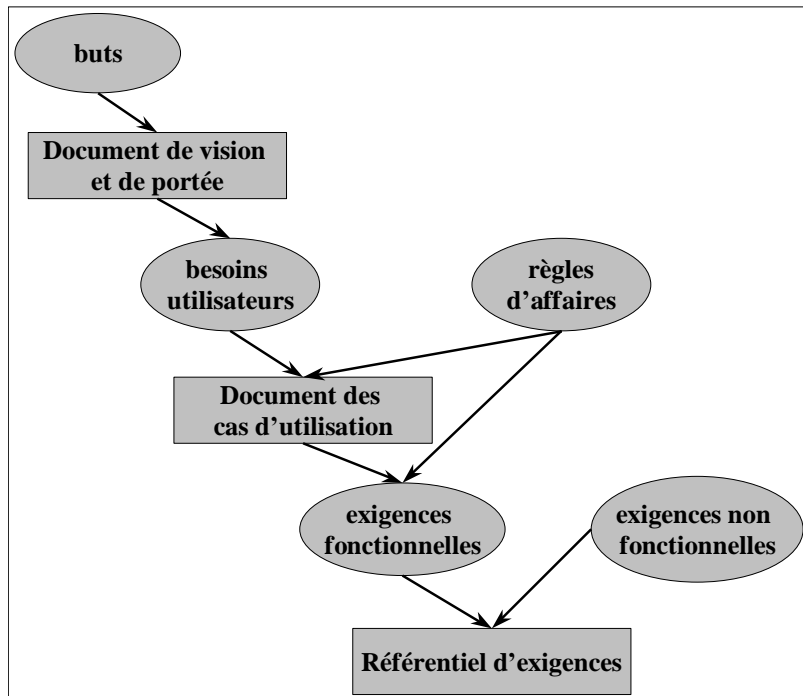 buts
Document de vision
et de portée
besoins
utilisateurs
règles
d’affaires
Document des
cas d’utilisation
exigences
fonctionnelles
exigences non
fonctionnelles
Référentiel d’exigences